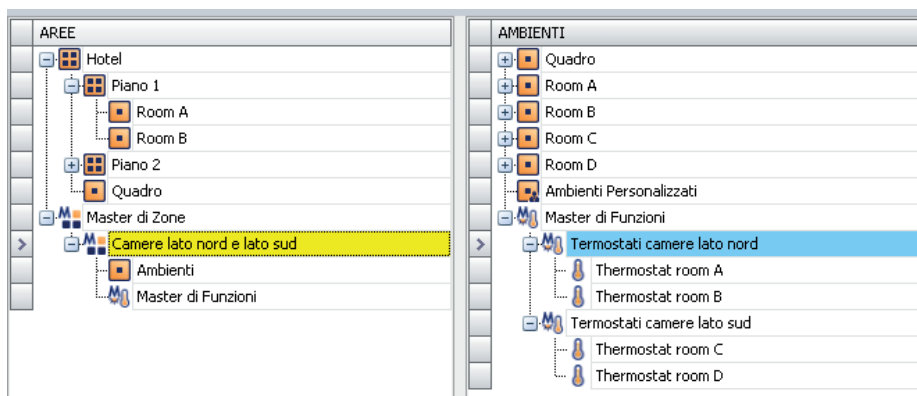 AREE
Hotel
Piano 1
Room A
Room B
Piano 2
Quadro
Master di Zone
Camere lato nord e lato sud
Ambienti
Master di Funzioni
AMBIENTI
Quadro
Room A
Room B
Room C
Room D
Ambienti Personalizzati
Master di Funzioni
Termostati camere lato nord
Thermostat room A
Thermostat room B
Termostati camere lato sud
Thermostat room C
Thermostat room D